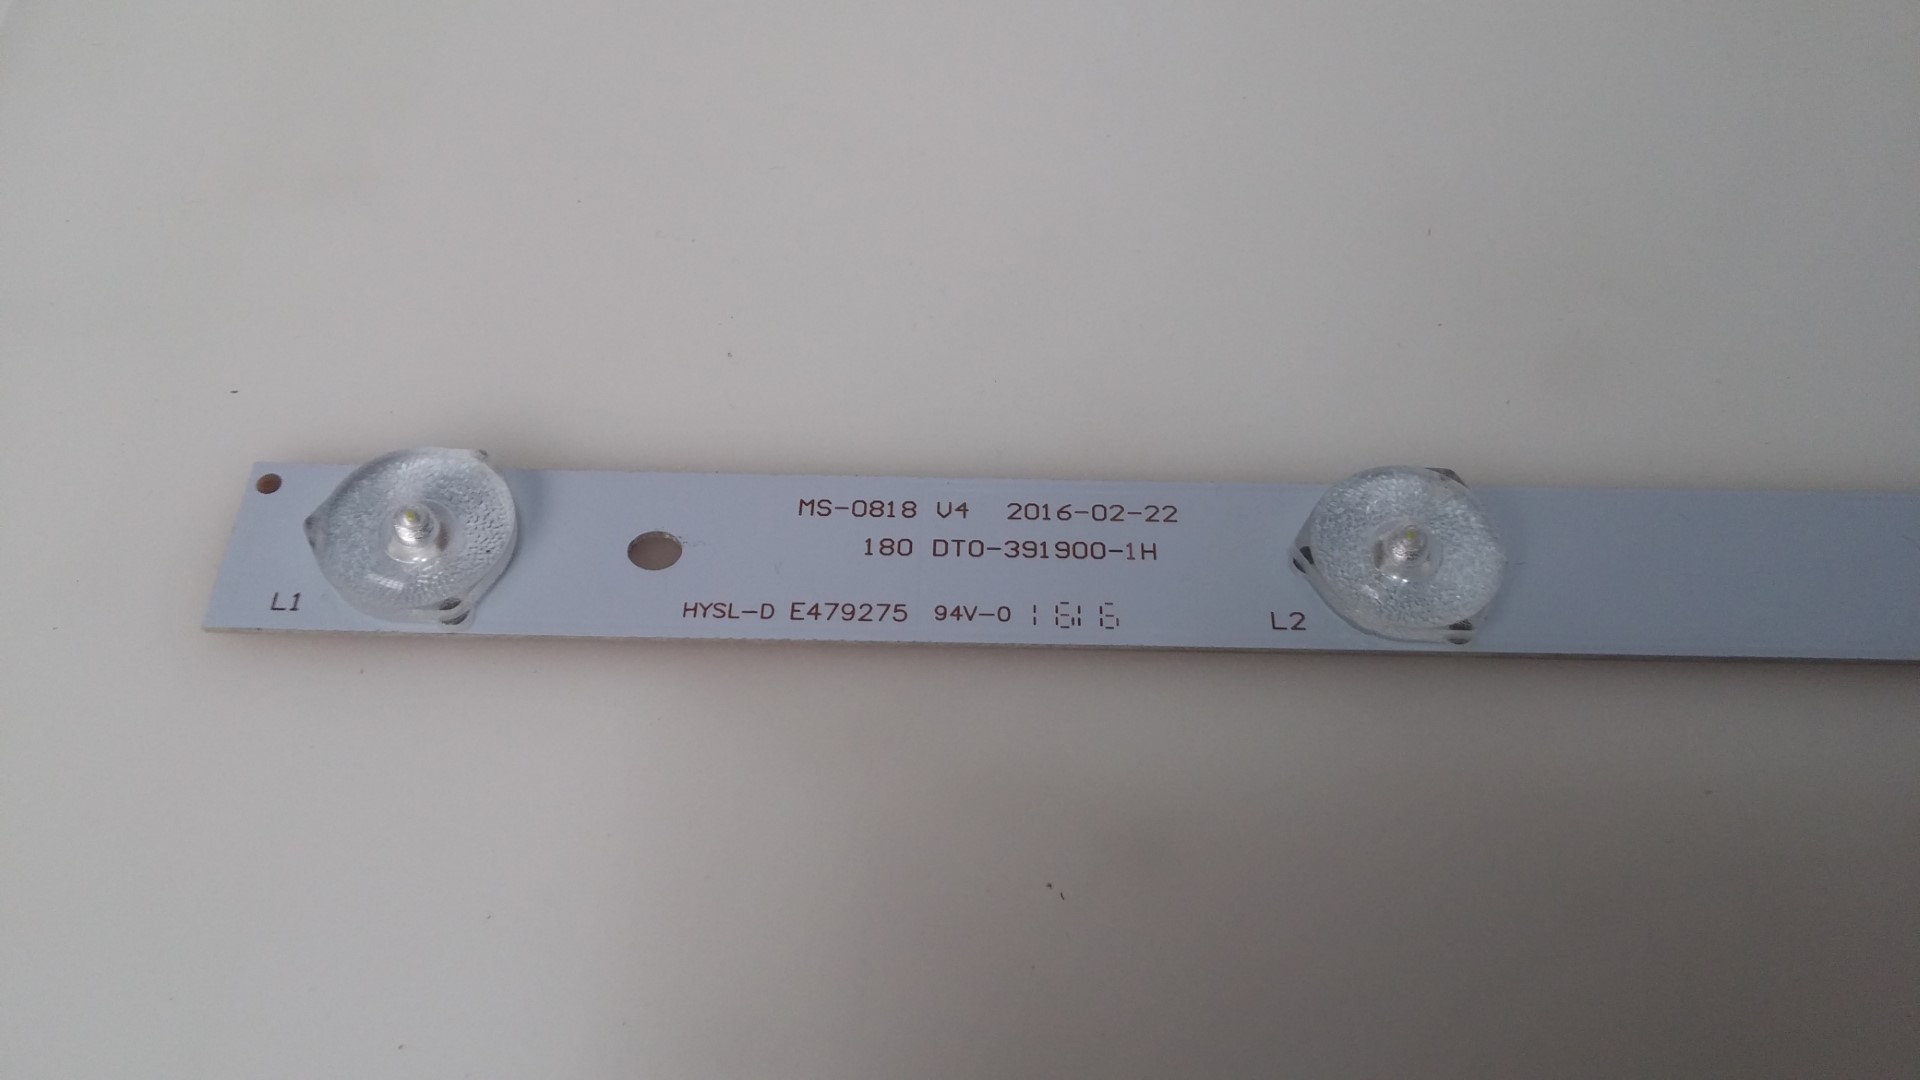 MS-0818 V4 2016-02-22
180 DT0-391900-1H
HYSL-D E479275 94V-0 1616
L1
L2